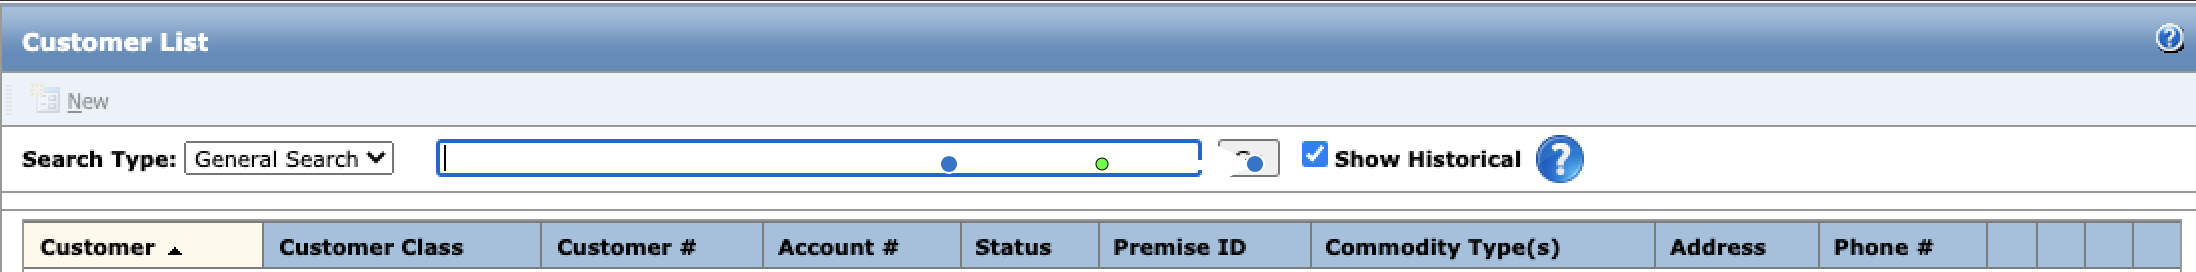 Customer List
New
Search Type: General Search Show Historical
Customer Customer Class Customer # Account # Status Premise ID Commodity Type(s) Address Phone #